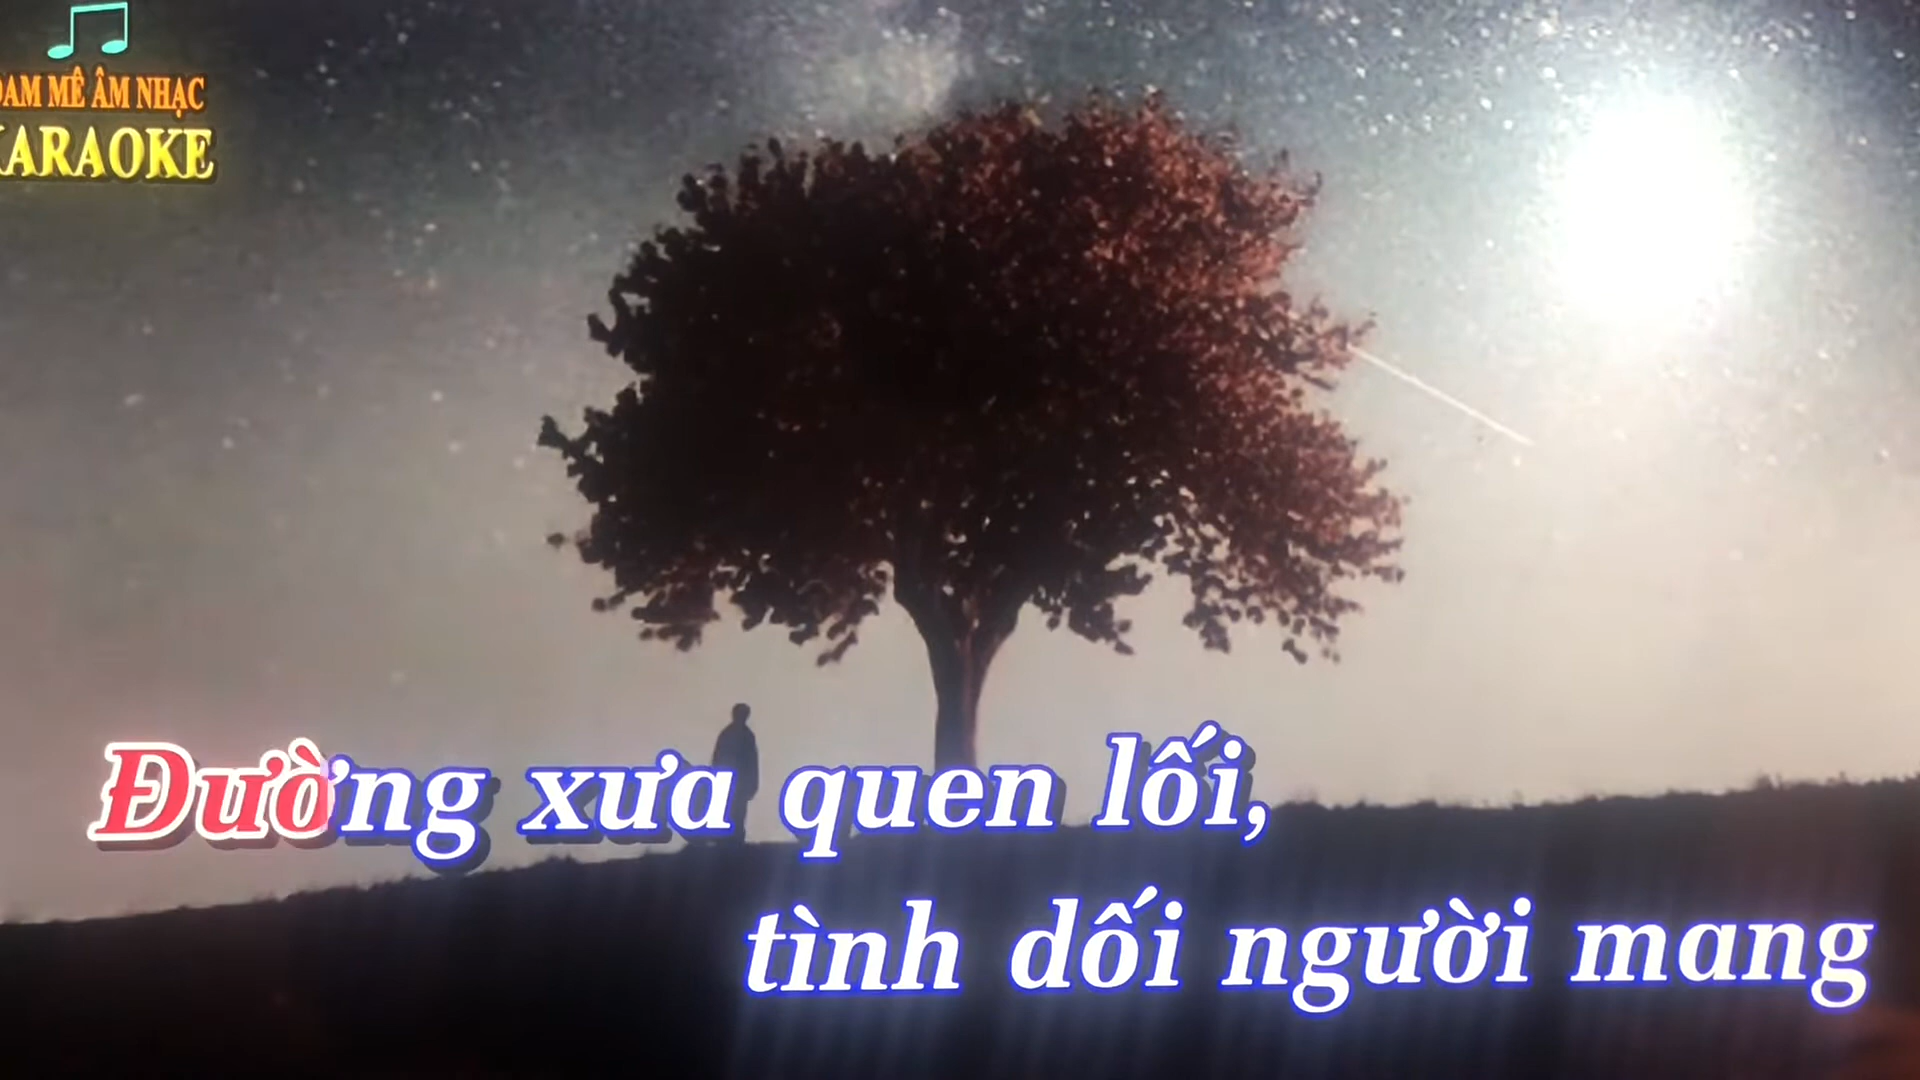 ĐAM MÊ ÂM NHẠC
KARAOKE
Đường xưa quen lối,
tình dối người mang